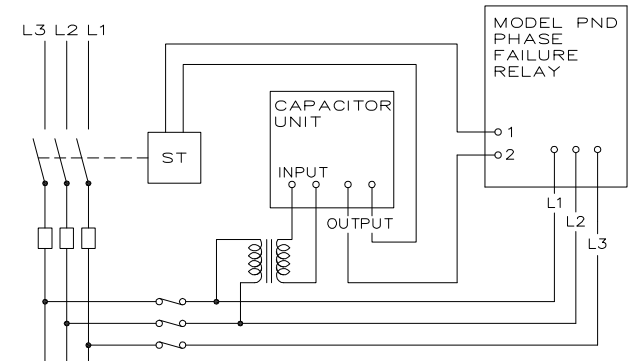 L3 L2 L1
MODEL PND
PHASE
FAILURE
RELAY
CAPACITOR
UNIT
1
ST
2
INPUT
L1
OUTPUT
L2
L3